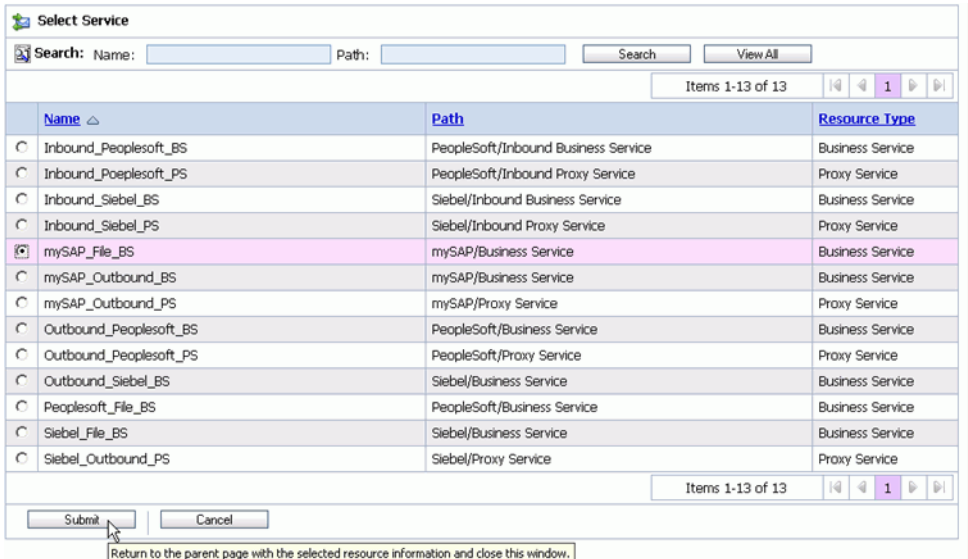 Select Service
Search: Name: Path: Search View All
Items 1-13 of 13 1
Name Path Resource Type
Inbound_Peoplesoft_BS PeopleSoft/Inbound Business Service Business Service
Inbound_Poeplesoft_PS PeopleSoft/Inbound Proxy Service Proxy Service
Inbound_Siebel_BS Siebel/Inbound Business Service Business Service
Inbound_Siebel_PS Siebel/Inbound Proxy Service Proxy Service
mySAP_File_BS mySAP/Business Service Business Service
mySAP_Outbound_BS mySAP/Business Service Business Service
mySAP_Outbound_PS mySAP/Proxy Service Proxy Service
Outbound_Peoplesoft_BS PeopleSoft/Business Service Business Service
Outbound_Peoplesoft_PS PeopleSoft/Proxy Service Proxy Service
Outbound_Siebel_BS Siebel/Business Service Business Service
Peoplesoft_File_BS PeopleSoft/Business Service Business Service
Siebel_File_BS Siebel/Business Service Business Service
Siebel_Outbound_PS Siebel/Proxy Service Proxy Service
Items 1-13 of 13 1
Submit Cancel
Return to the parent page with the selected resource information and close this window.